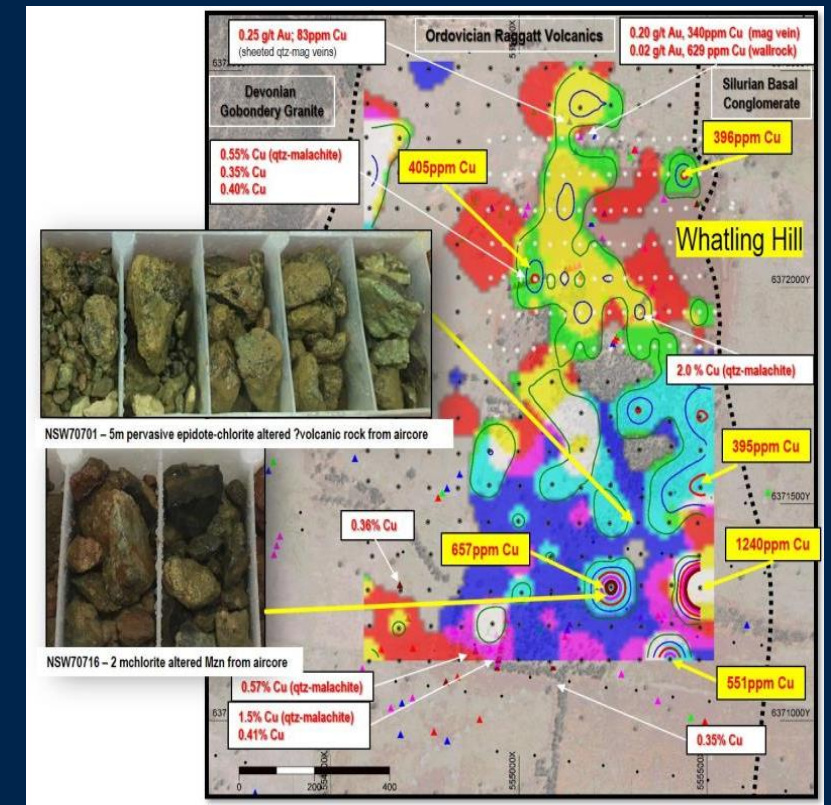 0.25 g/t Au; 83ppm Cu
(sheeted qtz-mag veins)
Ordovician Raggatt Volcanics
0.20 g/t Au, 340ppm Cu (mag vein)
0.02 g/t Au, 629 ppm Cu (wallrock)
Devonian
Gobondery Granite
Silurian Basal
Conglomerate
0.55% Cu (qtz-malachite)
0.35% Cu
0.40% Cu
405ppm Cu
396ppm Cu
Whatling Hill
6372000Y
2.0 % Cu (qtz-malachite)
NSW70701 – 5m pervasive epidote-chlorite altered ?volcanic rock from aircore
395ppm Cu
6371500Y
0.36% Cu
657ppm Cu
1240ppm Cu
NSW70716 – 2 mchlorite altered Mzn from aircore
0.57% Cu (qtz-malachite)
551ppm Cu
1.5% Cu (qtz-malachite)
0.41% Cu
6371000Y
0.35% Cu
555000X
0
400